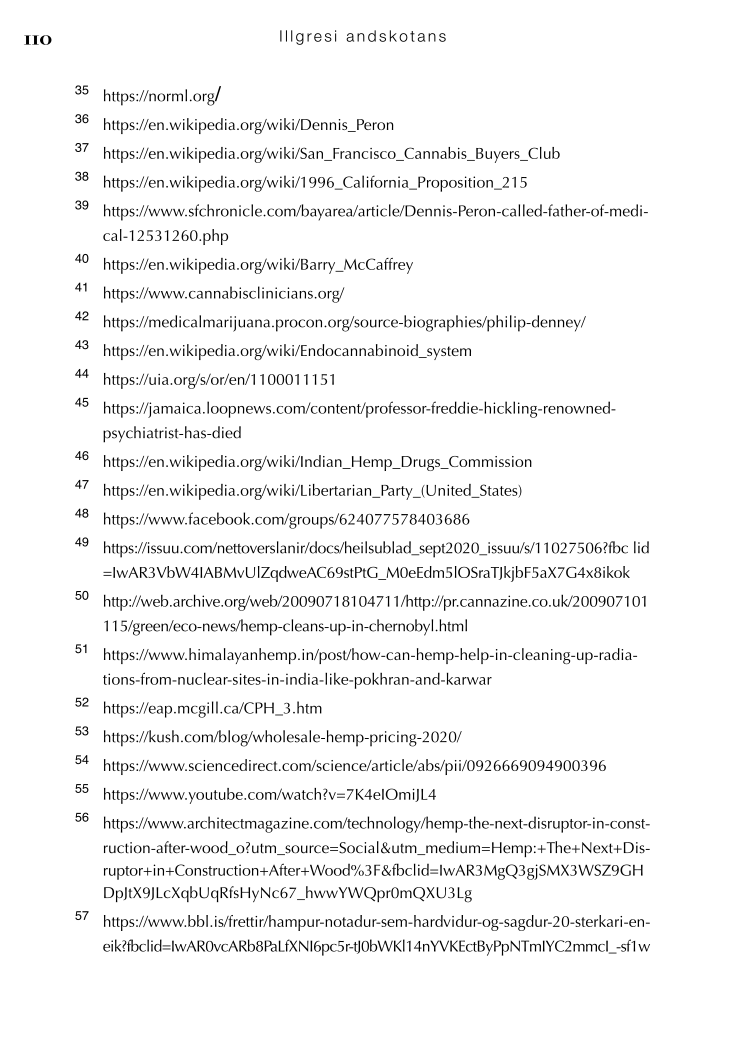 110
Illgresi andskotans
35 https://norml.org/
36 https://en.wikipedia.org/wiki/Dennis_Peron
37 https://en.wikipedia.org/wiki/San_Francisco_Cannabis_Buyers_Club
38 https://en.wikipedia.org/wiki/1996_California_Proposition_215
39 https://www.sfchronicle.com/bayarea/article/Dennis-Peron-called-father-of-medi-
cal-12531260.php
40 https://en.wikipedia.org/wiki/Barry_McCaffrey
41 https://www.cannabisclinicians.org/
42 https://medicalmarijuana.procon.org/source-biographies/philip-denney/
43 https://en.wikipedia.org/wiki/Endocannabinoid_system
44 https://uia.org/s/or/en/1100011151
45 https://jamaica.loopnews.com/content/professor-freddie-hickling-renowned-
psychiatrist-has-died
46 https://en.wikipedia.org/wiki/Indian_Hemp_Drugs_Commission
47 https://en.wikipedia.org/wiki/Libertarian_Party_(United_States)
48 https://www.facebook.com/groups/624077578403686
49 https://issuu.com/nettoverslanir/docs/heilsublad_sept2020_issuu/s/11027506?fbc lid
=IwAR3VbW4IABMvUlZqdweAC69stPtG_M0eEdm5lOSraTJkjbF5aX7G4x8ikok
50 http://web.archive.org/web/20090718104711/http://pr.cannazine.co.uk/200907101
115/green/eco-news/hemp-cleans-up-in-chernobyl.html
51 https://www.himalayanhemp.in/post/how-can-hemp-help-in-cleaning-up-radia-
tions-from-nuclear-sites-in-india-like-pokhran-and-karwar
52 https://eap.mcgill.ca/CPH_3.htm
53 https://kush.com/blog/wholesale-hemp-pricing-2020/
54 https://www.sciencedirect.com/science/article/abs/pii/0926669094900396
55 https://www.youtube.com/watch?v=7K4eIOmiJL4
56 https://www.architectmagazine.com/technology/hemp-the-next-disruptor-in-const-
ruction-after-wood_o?utm_source=Social&utm_medium=Hemp:+The+Next+Dis-
ruptor+in+Construction+After+Wood%3F&fbclid=IwAR3MgQ3gjSMX3WSZ9GH
DpJtX9JLcXqbUqRfsHyNc67_hwwYWQpr0mQXU3Lg
57 https://www.bbl.is/frettir/hampur-notadur-sem-hardvidur-og-sagdur-20-sterkari-en-
eik?fbclid=IwAR0vcARb8PaLfXNI6pc5r-tJ0bWKl14nYVKEctByPpNTmIYC2mmcI_-sf1w